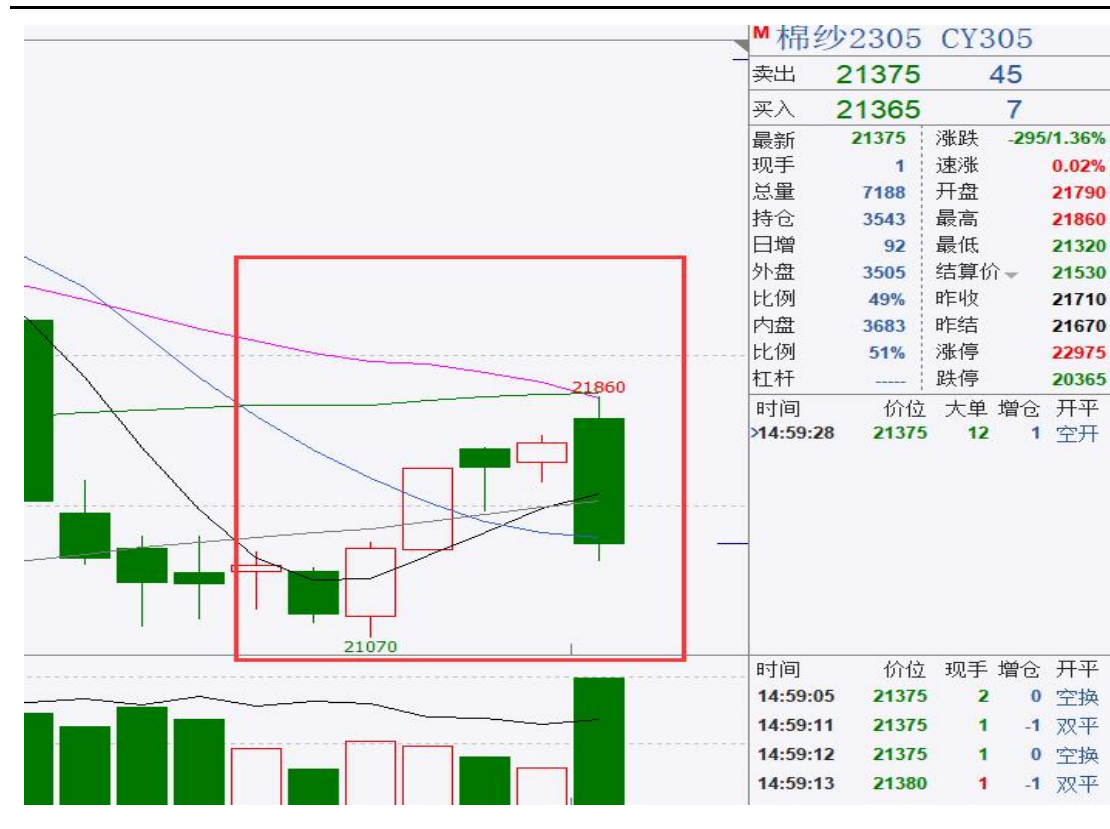 M 棉纱2305 CY305
卖出 21375 45
买入 21365 7
最新 21375 涨跌 -295/1.36%
现手 1 速涨 0.02%
总量 7188 开盘 21790
持仓 3543 最高 21860
日增 92 最低 21320
外盘 3505 结算价 21530
比例 49% 昨收 21710
内盘 3683 昨结 21670
比例 51% 涨停 22975
杠杆 ----- 跌停 20365
时间 价位 大单 增仓 开平
14:59:28 21375 12 1 空开
21860
21070
时间 价位 现手 增仓 开平
14:59:05 21375 2 0 空换
14:59:11 21375 1 -1 双平
14:59:12 21375 1 0 空换
14:59:13 21380 1 -1 双平